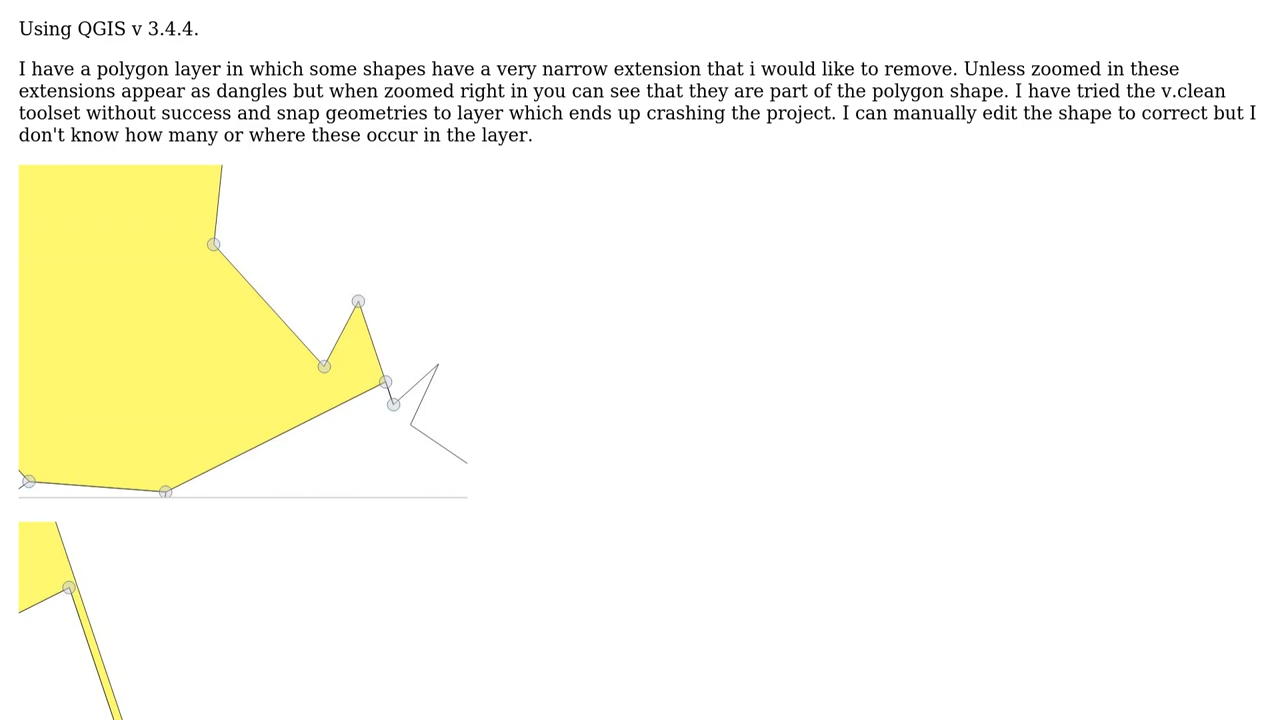 Using QGIS v 3.4.4.
I have a polygon layer in which some shapes have a very narrow extension that i would like to remove. Unless zoomed in these
extensions appear as dangles but when zoomed right in you can see that they are part of the polygon shape. I have tried the v.clean
toolset without success and snap geometries to layer which ends up crashing the project. I can manually edit the shape to correct but I
don't know how many or where these occur in the layer.